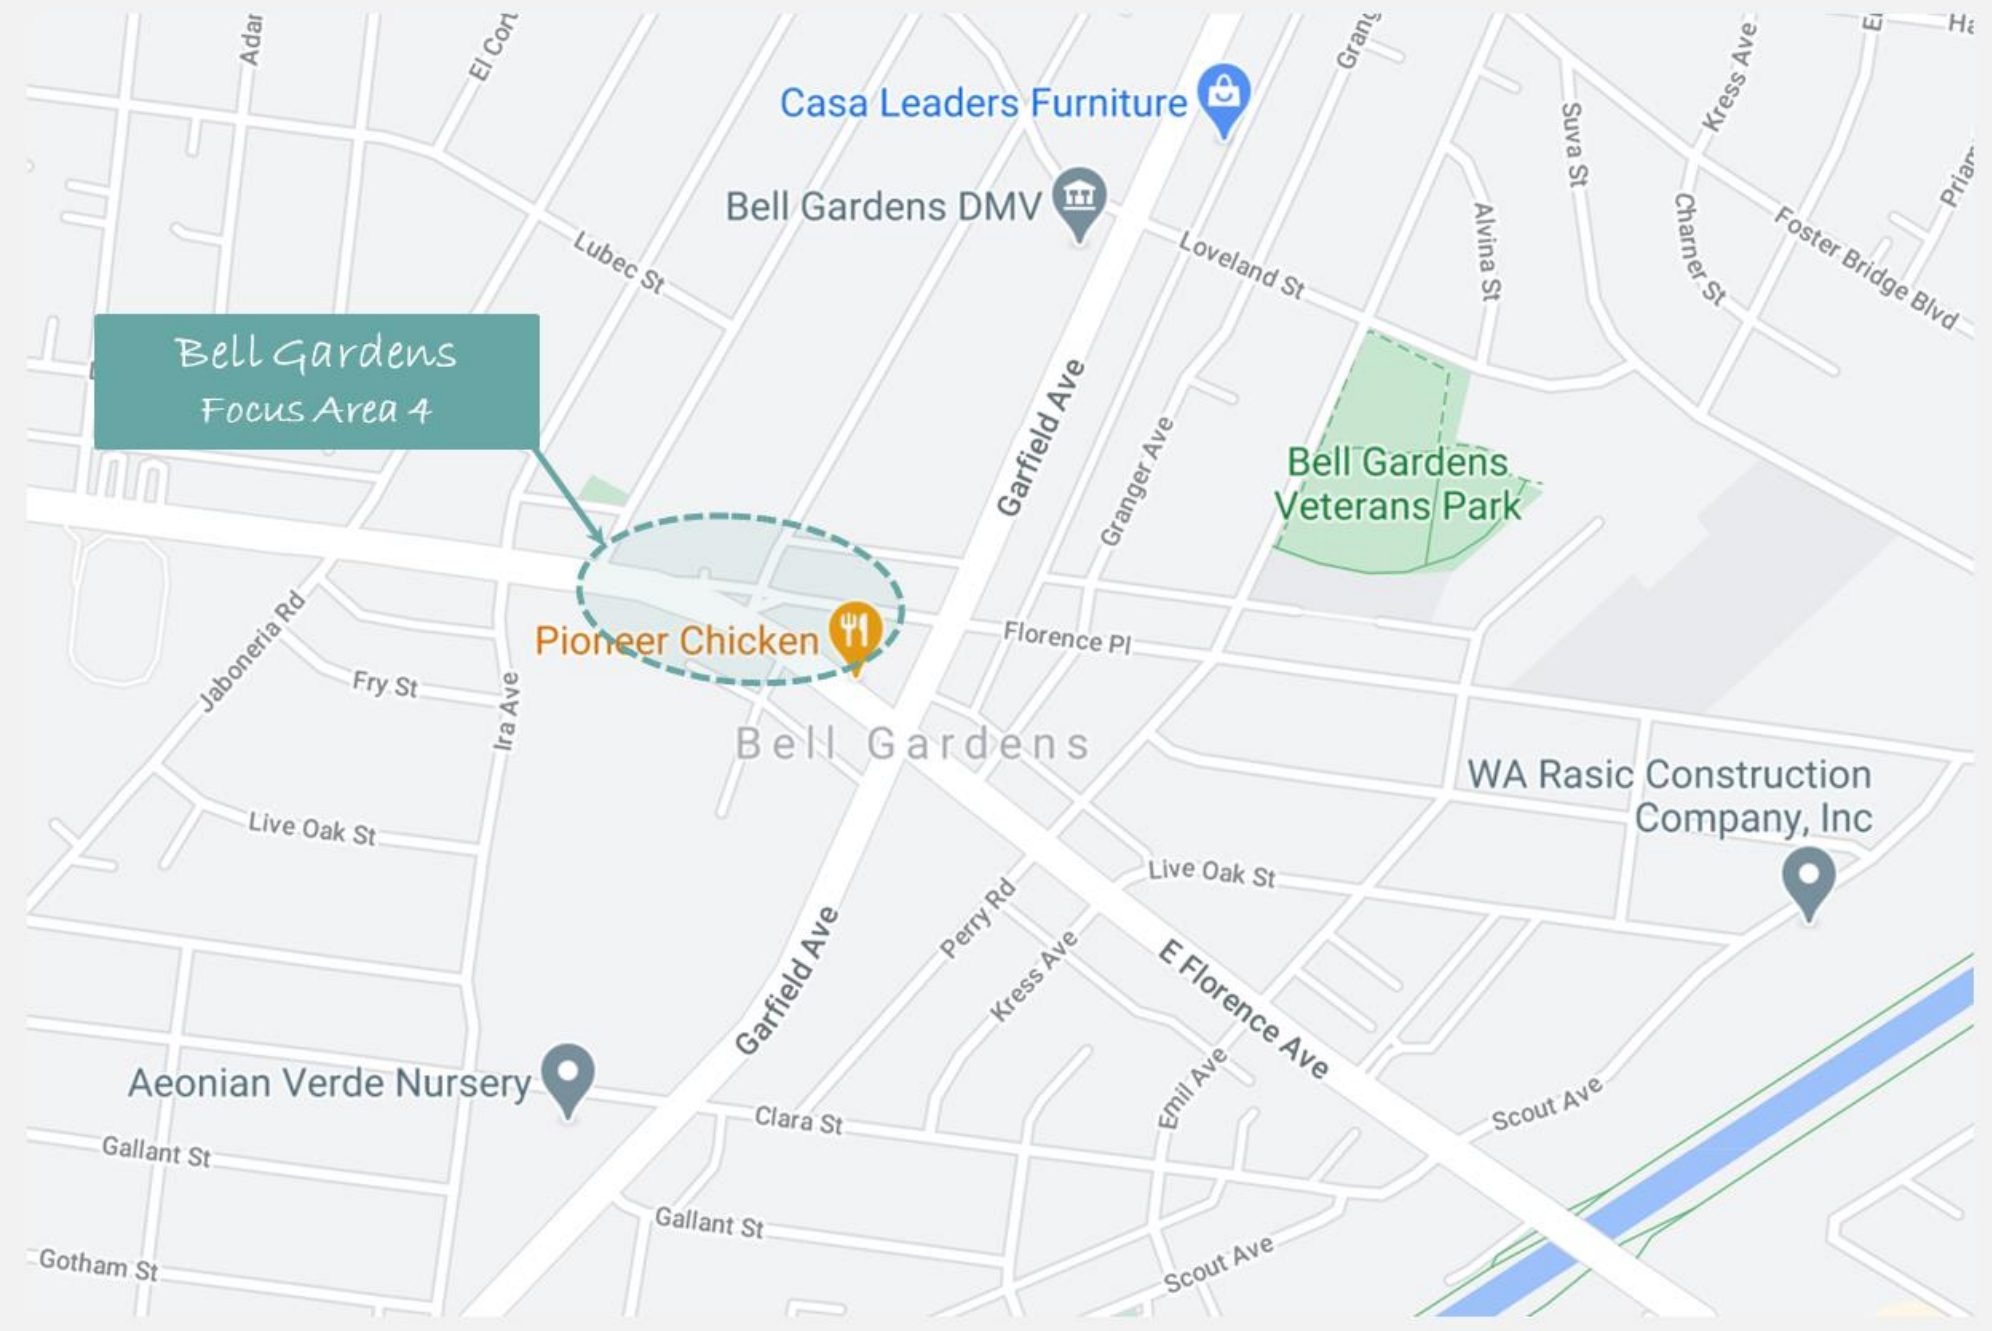 Adar
El Cort
Grang
Kress Ave
Casa Leaders Furniture
Suva St
Bell Gardens DMV
Priam
Lubec St
Loveland St
Alvina St
Charner St
Foster Bridge Blvd
Bell Gardens
Focus Area 4
Garfield Ave
Granger Ave
Bell Gardens
Veterans Park
Jaboneria Rd
Pioneer Chicken
Florence Pl
Fry St
Ira Ave
Bell Gardens
WA Rasic Construction
Company, Inc
Live Oak St
Live Oak St
Perry Rd
Kress Ave
Garfield Ave
E Florence Ave
Emil Ave
Aeonian Verde Nursery
Clara St
Scout Ave
Gallant St
Gallant St
Scout Ave
Gotham St